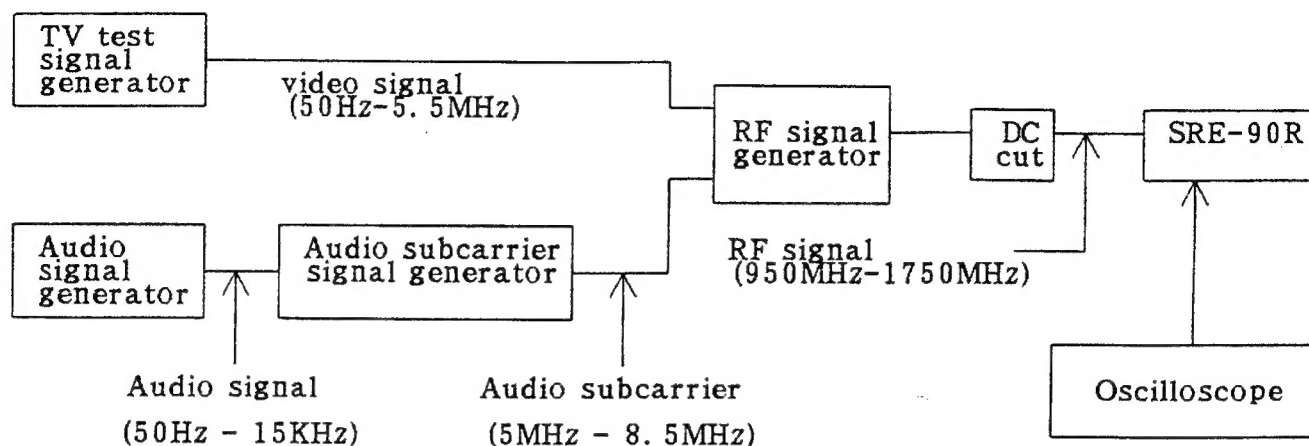 TV test
signal
generator
video signal
(50Hz-5. 5MHz)
RF signal
generator
DC
cut
SRE-90R
Audio
signal
generator
Audio subcarrier
signal generator
RF signal
(950MHz-1750MHz)
Audio signal
(50Hz - 15KHz)
Audio subcarrier
(5MHz - 8. 5MHz)
Oscilloscope